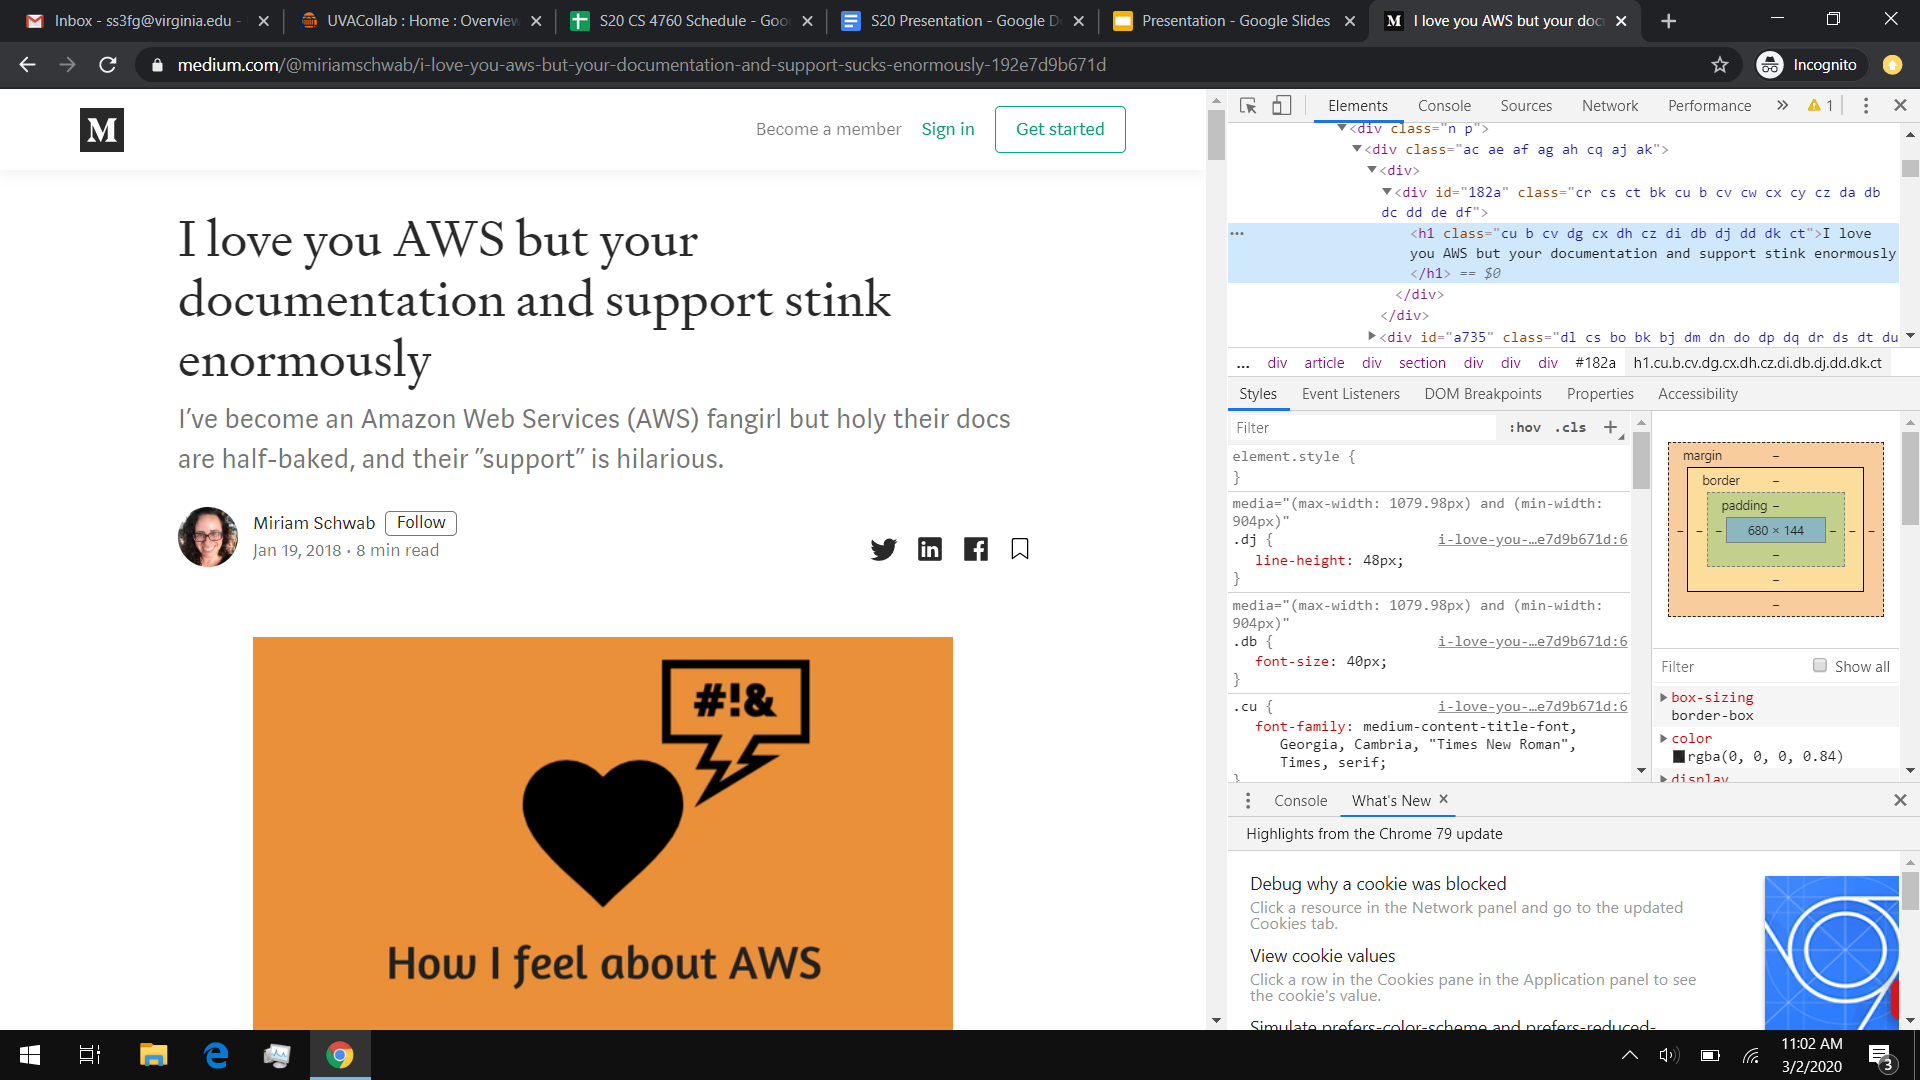 Inbox - ss3fg@virginia.edu -
UVACollab : Home : Overview
S20 CS 4760 Schedule - Goo
S20 Presentation - Google D
Presentation - Google Slides
I love you AWS but your doc
medium.com/@miriamschwab/i-love-you-aws-but-your-documentation-and-support-sucks-enormously-192e7d9b671d
Incognito
M
Become a member
Sign in
Get started
I love you AWS but your
documentation and support stink
enormously
I've become an Amazon Web Services (AWS) fangirl but holy their docs
are half-baked, and their ”support” is hilarious.
Miriam Schwab
Follow
Jan 19, 2018 · 8 min read
#!&
How I feel about AWS
Elements
Console
Sources
Network
Performance
»
1
<div class="n p">
<div class="ac ae af ag ah cq aj ak">
<div>
<div id="182a" class="cr cs ct bk cu b cv cw cx cy cz da db
dc dd de df">
<h1 class="cu b cv dg cx dh cz di db dj dd dk ct">I love
you AWS but your documentation and support stink enormously
</h1> == $0
</div>
</div>
<div id="a735" class="dl cs bo bk bj dm dn do dp dq dr ds dt du
... div article div section div div div #182a h1.cu.b.cv.dg.cx.dh.cz.di.db.dj.dd.dk.ct
Styles
Event Listeners
DOM Breakpoints
Properties
Accessibility
Filter
:hov .cls +
element.style {
}
media="(max-width: 1079.98px) and (min-width:
904px)"
.dj {
i-love-you-…e7d9b671d:6
line-height: 48px;
}
media="(max-width: 1079.98px) and (min-width:
904px)"
.db {
i-love-you-…e7d9b671d:6
font-size: 40px;
}
.cu {
i-love-you-…e7d9b671d:6
font-family: medium-content-title-font,
Georgia, Cambria, "Times New Roman",
Times, serif;
}
margin –
border –
padding –
– – – 680 × 144 – – –
–
–
–
Filter
Show all
box-sizing
border-box
color
rgba(0, 0, 0, 0.84)
display
Console
What's New ×
Highlights from the Chrome 79 update
Debug why a cookie was blocked
Click a resource in the Network panel and go to the updated
Cookies tab.
View cookie values
Click a row in the Cookies pane in the Application panel to see
the cookie's value.
Simulate prefers-color-scheme and prefers-reduced-
11:02 AM
3/2/2020
3